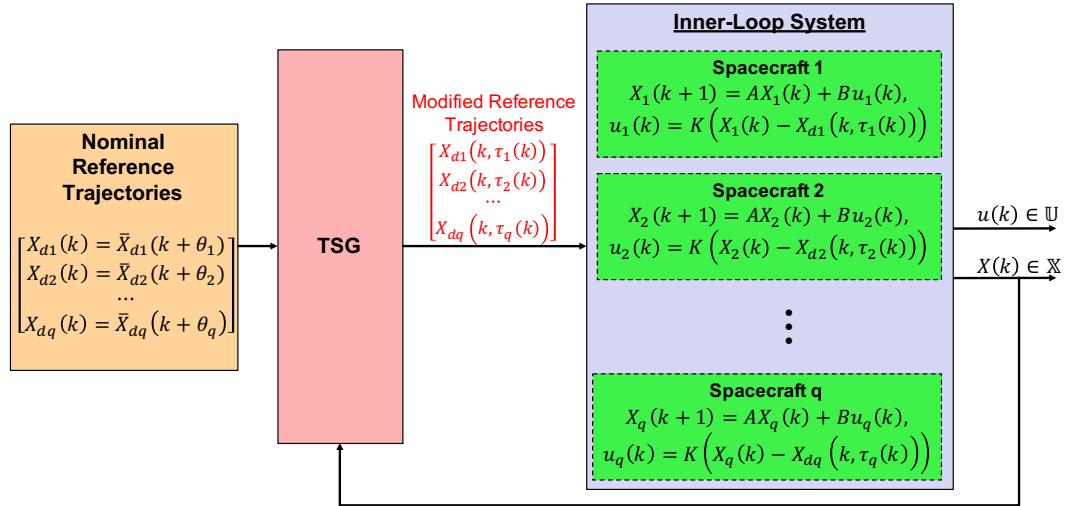 Nominal
Reference
Trajectories
X_{d1}(k) = X̄_{d1}(k + θ_1)
X_{d2}(k) = X̄_{d2}(k + θ_2)
...
X_{dq}(k) = X̄_{dq}(k + θ_q)
TSG
Modified Reference
Trajectories
X_{d1}(k, τ_1(k))
X_{d2}(k, τ_2(k))
...
X_{dq}(k, τ_q(k))
Inner-Loop System
Spacecraft 1
X_1(k + 1) = AX_1(k) + Bu_1(k),
u_1(k) = K(X_1(k) − X_{d1}(k, τ_1(k)))
Spacecraft 2
X_2(k + 1) = AX_2(k) + Bu_2(k),
u_2(k) = K(X_2(k) − X_{d2}(k, τ_2(k)))
Spacecraft q
X_q(k + 1) = AX_q(k) + Bu_q(k),
u_q(k) = K(X_q(k) − X_{dq}(k, τ_q(k)))
u(k) ∈ 𝕌
X(k) ∈ 𝕏